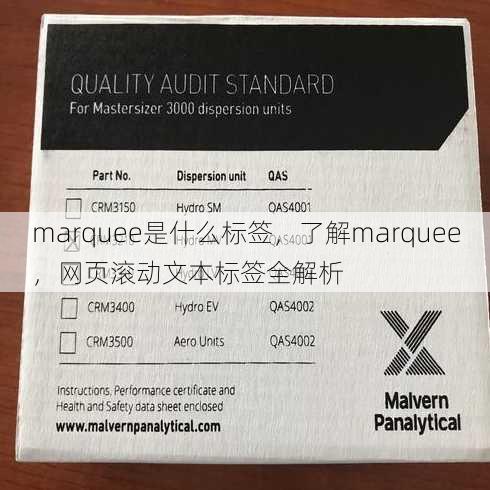 QUALITY AUDIT STANDARD
For Mastersizer 3000 dispersion units
Part No. Dispersion unit QAS
CRM3150 Hydro SM QAS4001
marquee是什么标签，了解marquee
，网页滚动文本标签全解析
CRM3400 Hydro EV QAS4002
CRM3500 Aero Units QAS4002
Instructions, Performance certificate and
Health and Safety data sheet enclosed
www.malvernpanalytical.com
Malvern
Panalytical